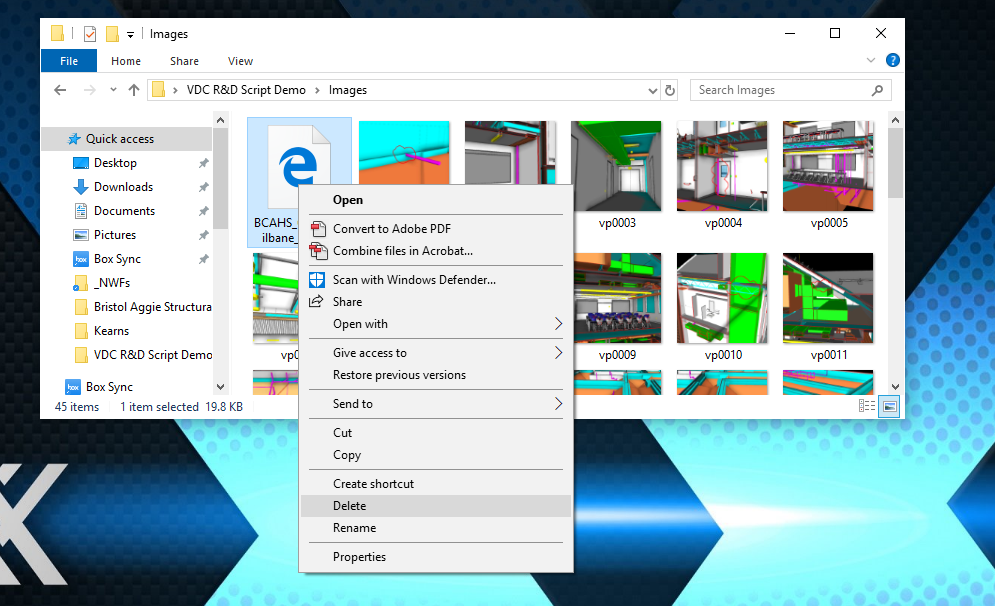 Images
File Home Share View
VDC R&D Script Demo Images Search Images
Quick access
Desktop
Downloads
Documents
Pictures
box Box Sync
_NWFs
Bristol Aggie Structura
Kearns
VDC R&D Script Demo
box Box Sync
BCAHS_
ilbane_
vp0003
vp0004
vp0005
vp0009
vp0010
vp0011
Open
Convert to Adobe PDF
Combine files in Acrobat...
Scan with Windows Defender...
Share
Open with
Give access to
Restore previous versions
Send to
Cut
Copy
Create shortcut
Delete
Rename
Properties
45 items 1 item selected 19.8 KB